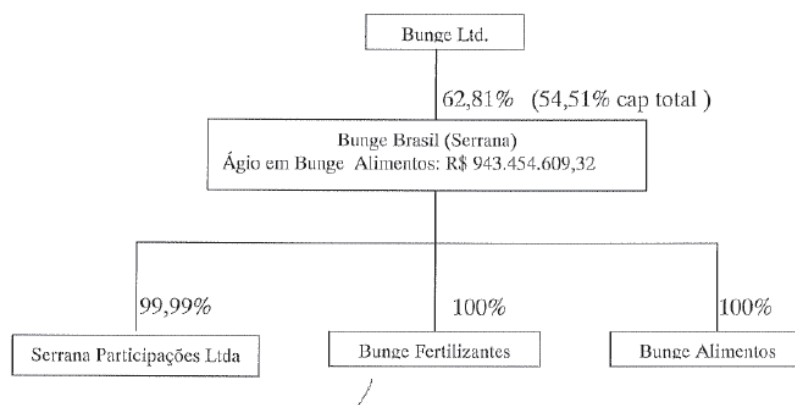 Bunge Ltd.
62,81% (54,51% cap total )
Bunge Brasil (Serrana)
Ágio em Bunge Alimentos: R$ 943.454.609,32
99,99%
100%
100%
Serrana Participações Ltda
Bunge Fertilizantes
Bunge Alimentos